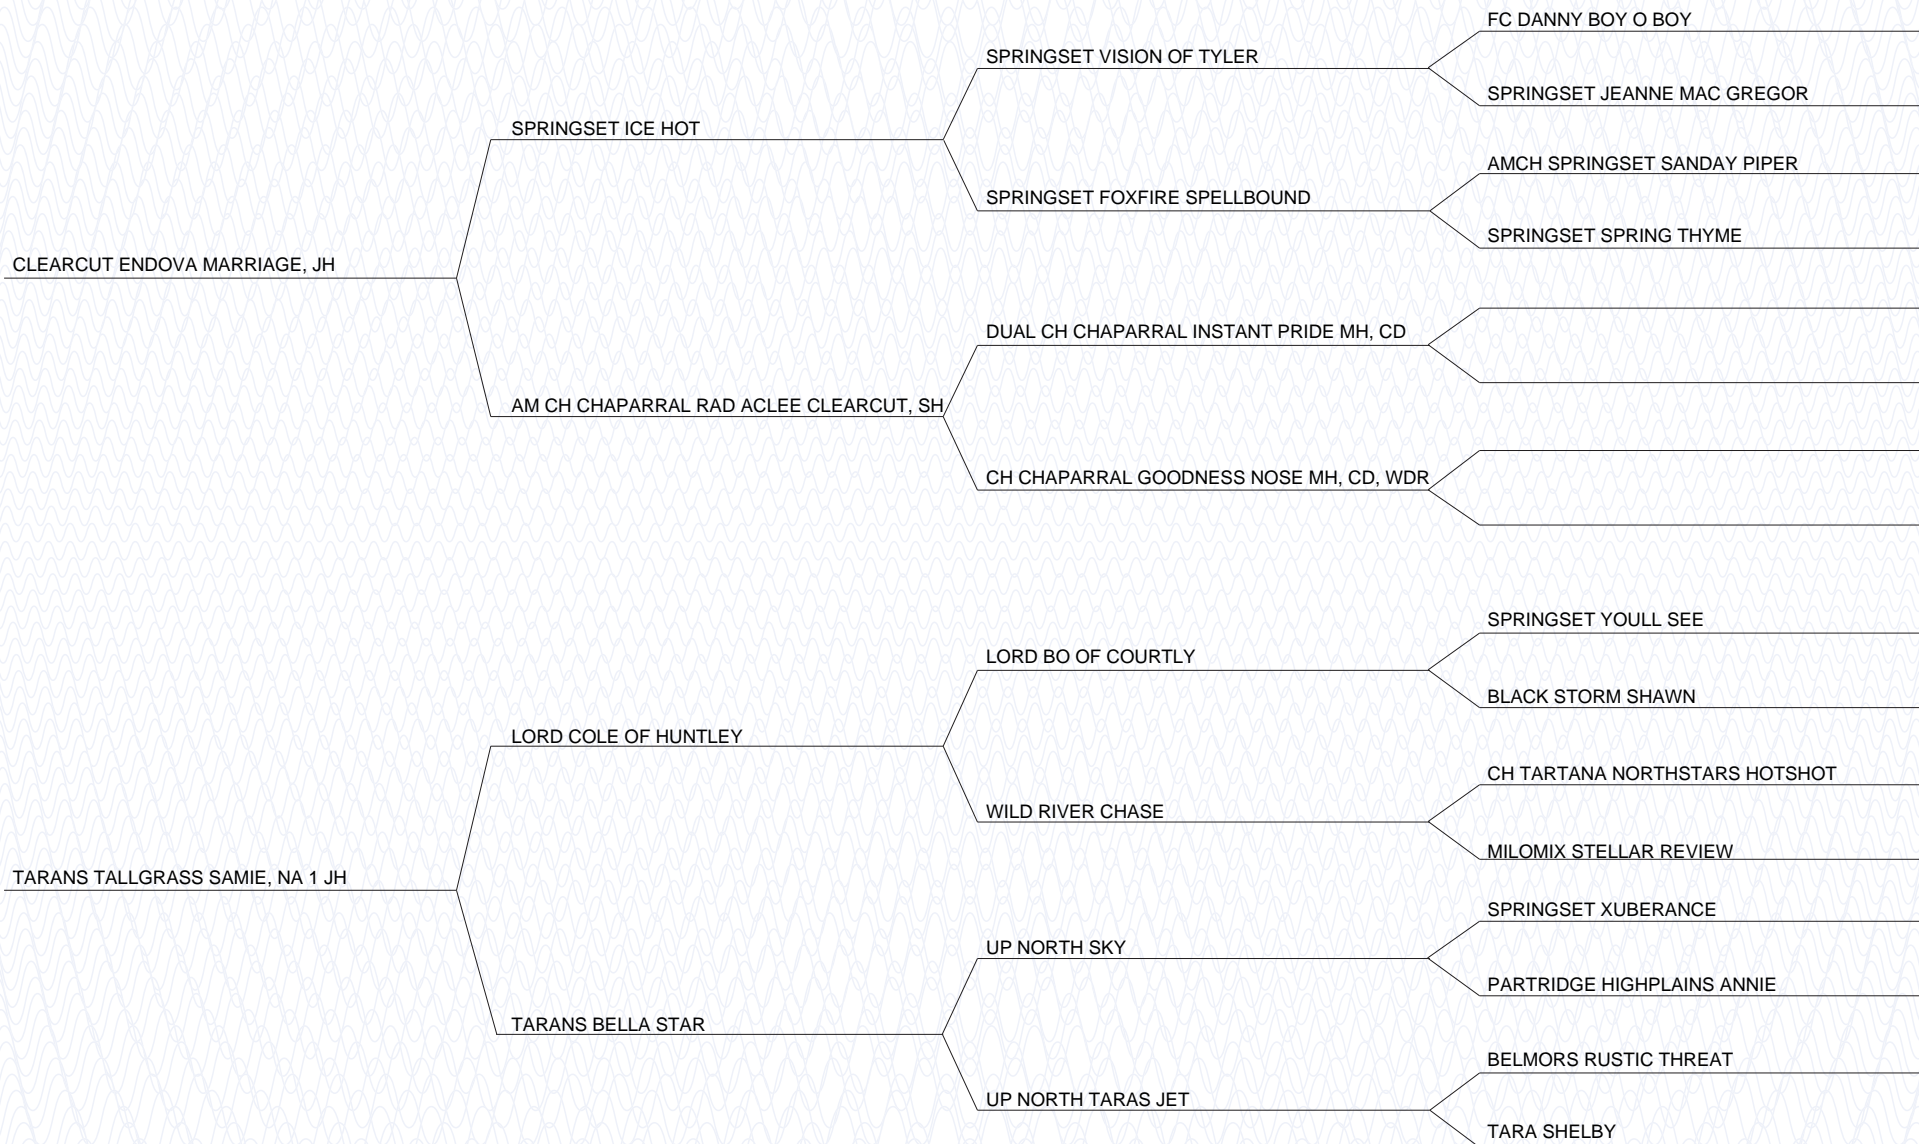 FC DANNY BOY O BOY
SPRINGSET VISION OF TYLER
SPRINGSET JEANNE MAC GREGOR
SPRINGSET ICE HOT
AMCH SPRINGSET SANDAY PIPER
SPRINGSET FOXFIRE SPELLBOUND
SPRINGSET SPRING THYME
CLEARCUT ENDOVA MARRIAGE, JH
DUAL CH CHAPARRAL INSTANT PRIDE MH, CD
AM CH CHAPARRAL RAD ACLEE CLEARCUT, SH
CH CHAPARRAL GOODNESS NOSE MH, CD, WDR
SPRINGSET YOULL SEE
LORD BO OF COURTLY
BLACK STORM SHAWN
LORD COLE OF HUNTLEY
CH TARTANA NORTHSTARS HOTSHOT
WILD RIVER CHASE
MILOMIX STELLAR REVIEW
TARANS TALLGRASS SAMIE, NA 1 JH
SPRINGSET XUBERANCE
UP NORTH SKY
PARTRIDGE HIGHPLAINS ANNIE
TARANS BELLA STAR
BELMORS RUSTIC THREAT
UP NORTH TARAS JET
TARA SHELBY